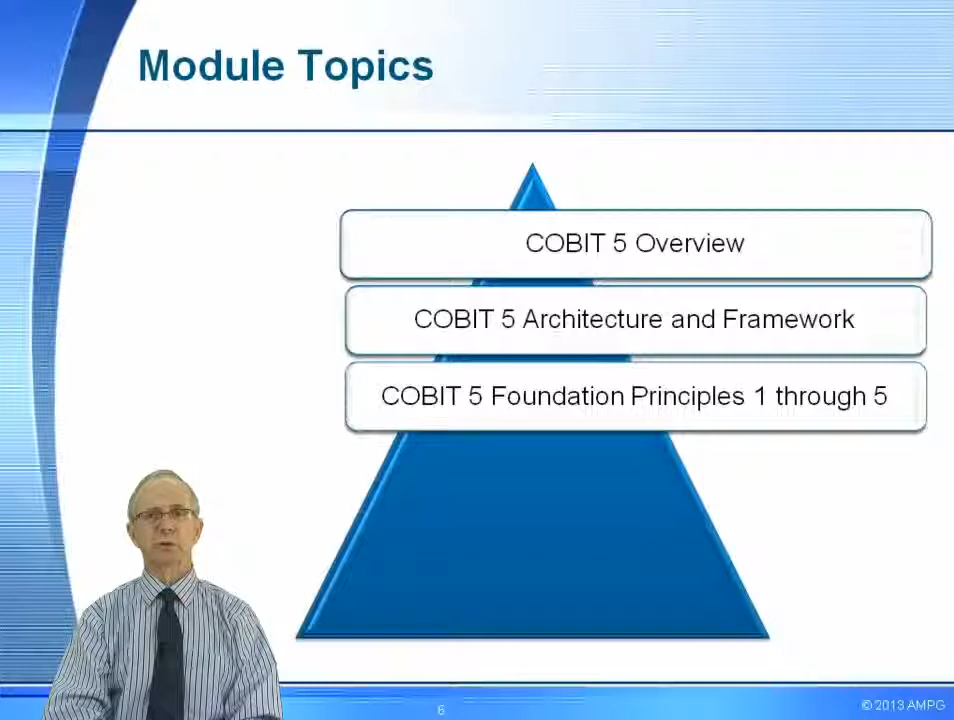 Module Topics
COBIT 5 Overview
COBIT 5 Architecture and Framework
COBIT 5 Foundation Principles 1 through 5
6
© 2013 AMPG